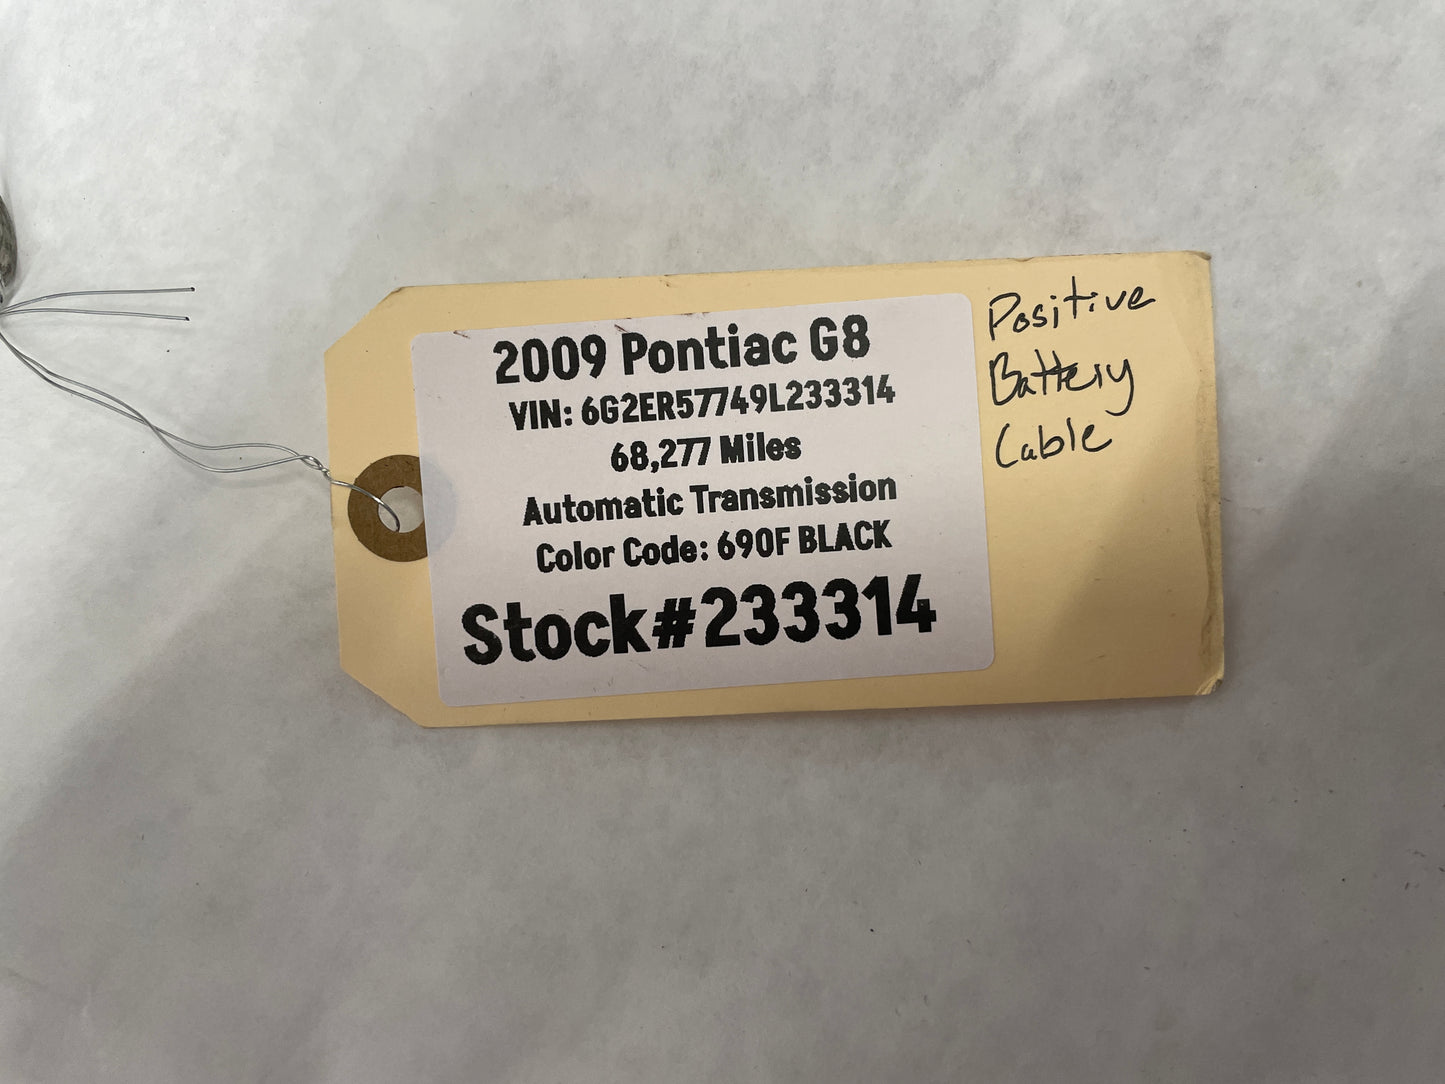 2009 Pontiac G8
VIN: 6G2ER57749L233314
68,277 Miles
Automatic Transmission
Color Code: 690F BLACK
Stock#233314
Positive
Battery
Cable